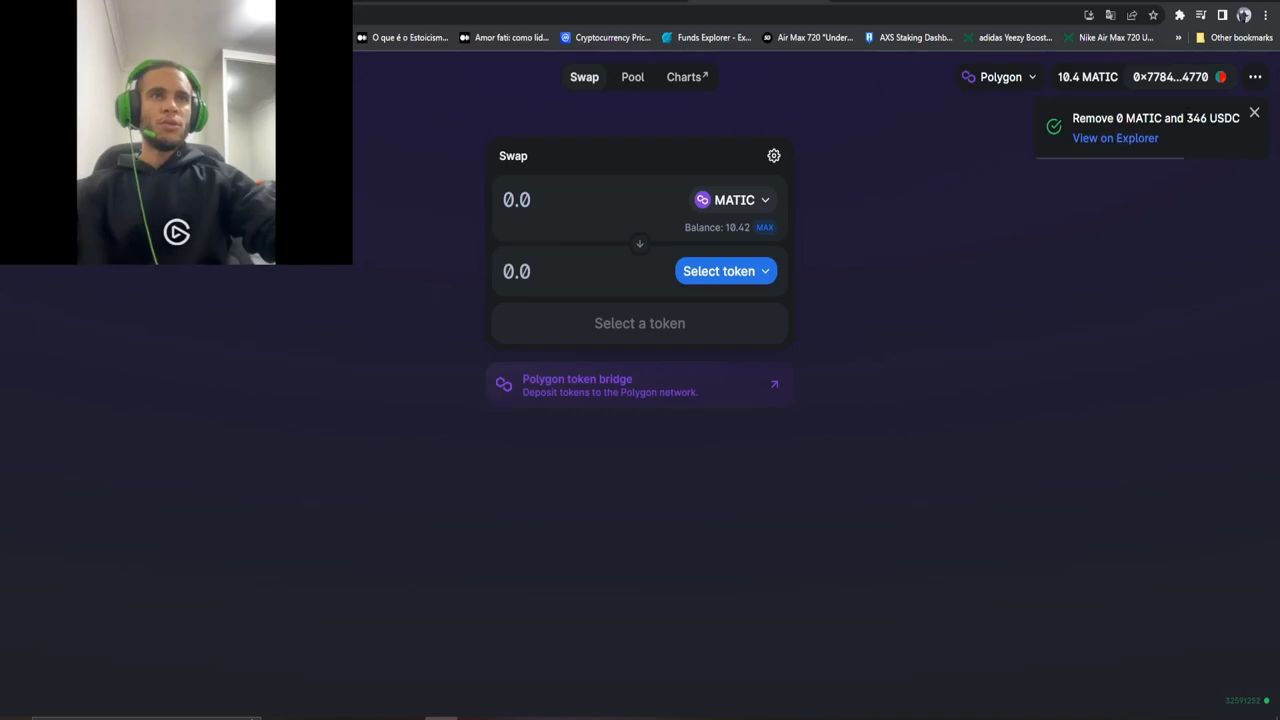 O que é o Estoicism...
Amor fati: como lid...
Cryptocurrency Pric...
Funds Explorer - Ex...
Air Max 720 "Under...
AXS Staking Dashb...
adidas Yeezy Boost...
Nike Air Max 720 U...
»
Other bookmarks
Swap
Pool
Charts↗
Polygon
10.4 MATIC
0×7784...4770
Remove 0 MATIC and 346 USDC
View on Explorer
Swap
0.0
MATIC
Balance: 10.42 MAX
0.0
Select token
Select a token
Polygon token bridge
Deposit tokens to the Polygon network.
32591252